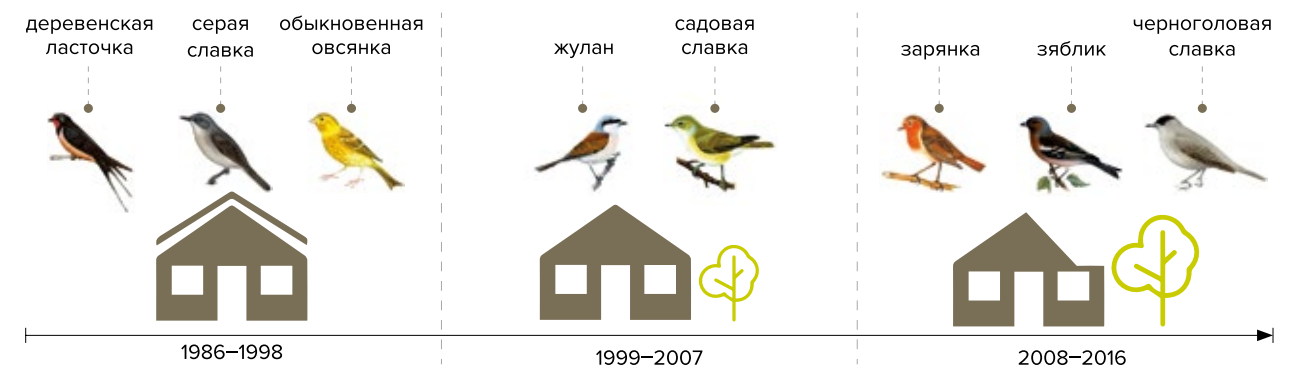 деревенская
ласточка
серая
славка
обыкновенная
овсянка
жулан
садовая
славка
зарянка
зяблик
черноголовая
славка
1986–1998
1999–2007
2008–2016